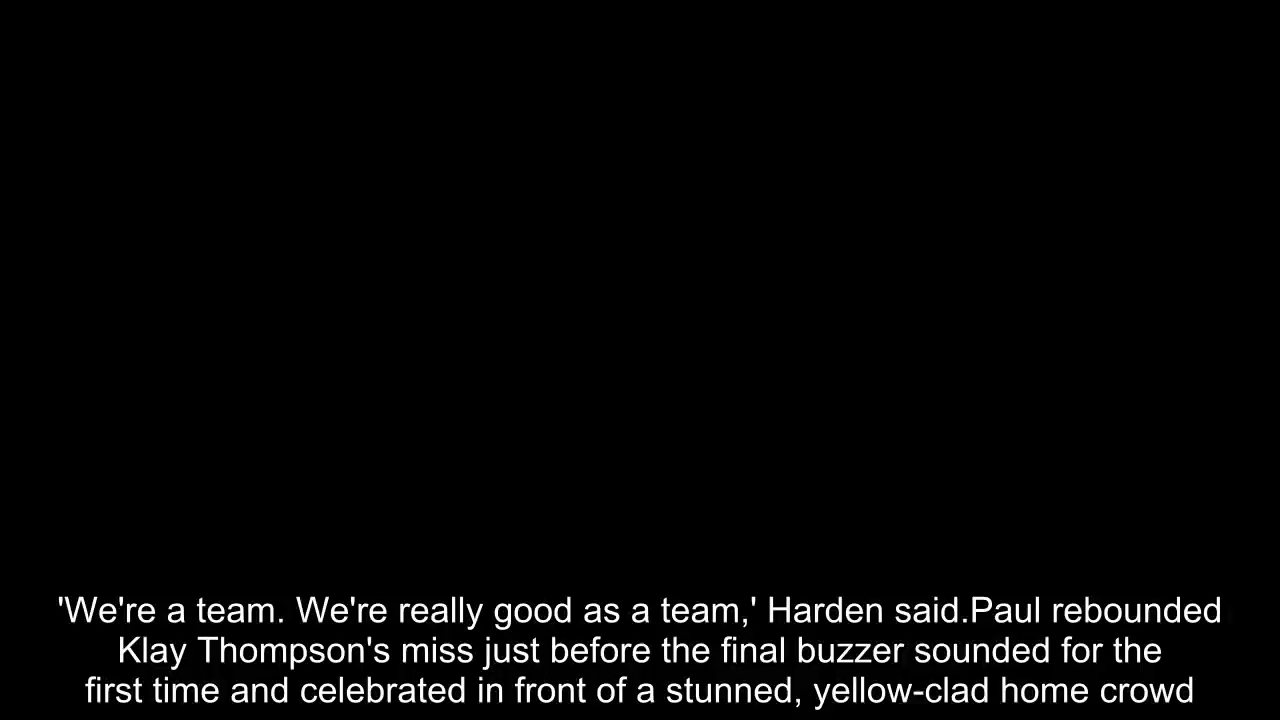 'We're a team. We're really good as a team,' Harden said.Paul rebounded
Klay Thompson's miss just before the final buzzer sounded for the
first time and celebrated in front of a stunned, yellow-clad home crowd